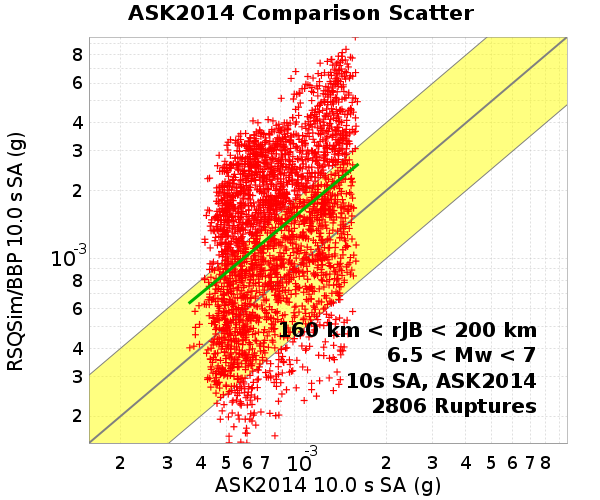 ASK2014 Comparison Scatter
RSQSim/BBP 10.0 s SA (g)
8
6
4
3
2
10-3
8
6
4
3
2
160 km < rJB < 200 km
6.5 < Mw < 7
10s SA, ASK2014
2806 Ruptures
2 3 4 5 6 7 10-3 2 3 4 5 6 7 8
ASK2014 10.0 s SA (g)